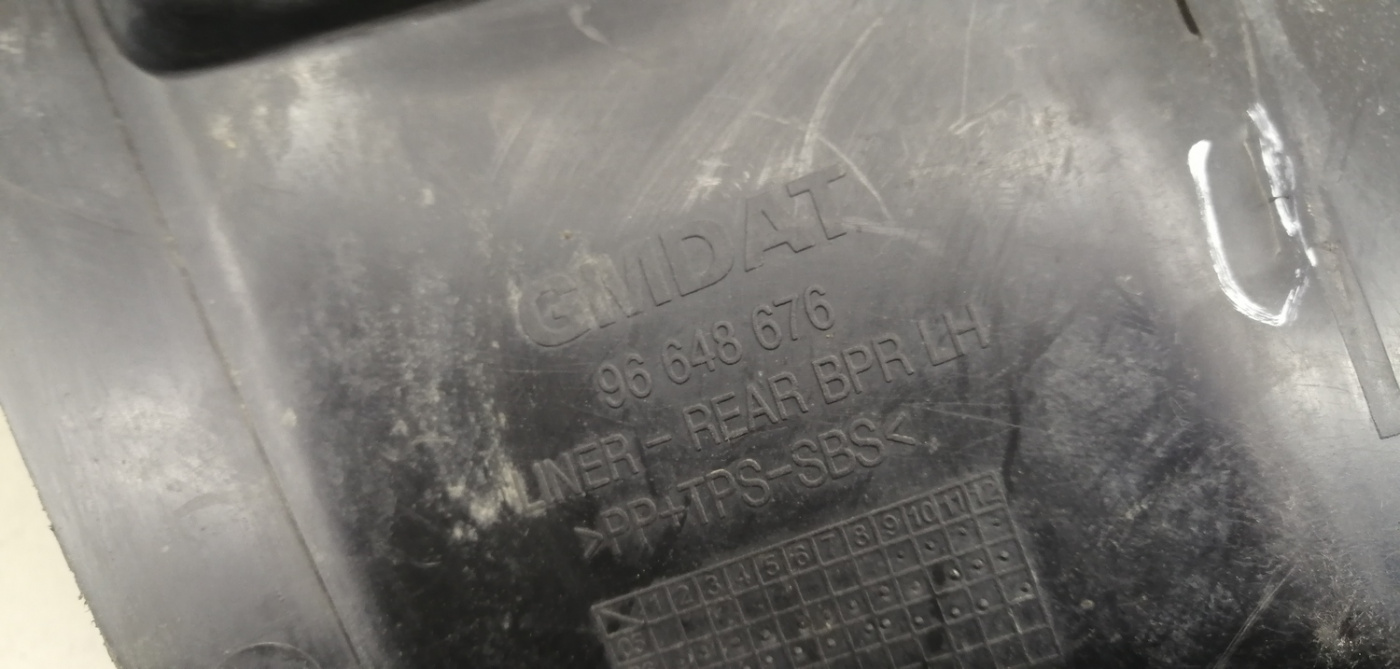 GMDAT
96 648 676
LINER-REAR BPR LH
>PP+TPS-SBS<
1 2 3 4 5 6 7 8 9 10 11 12
05